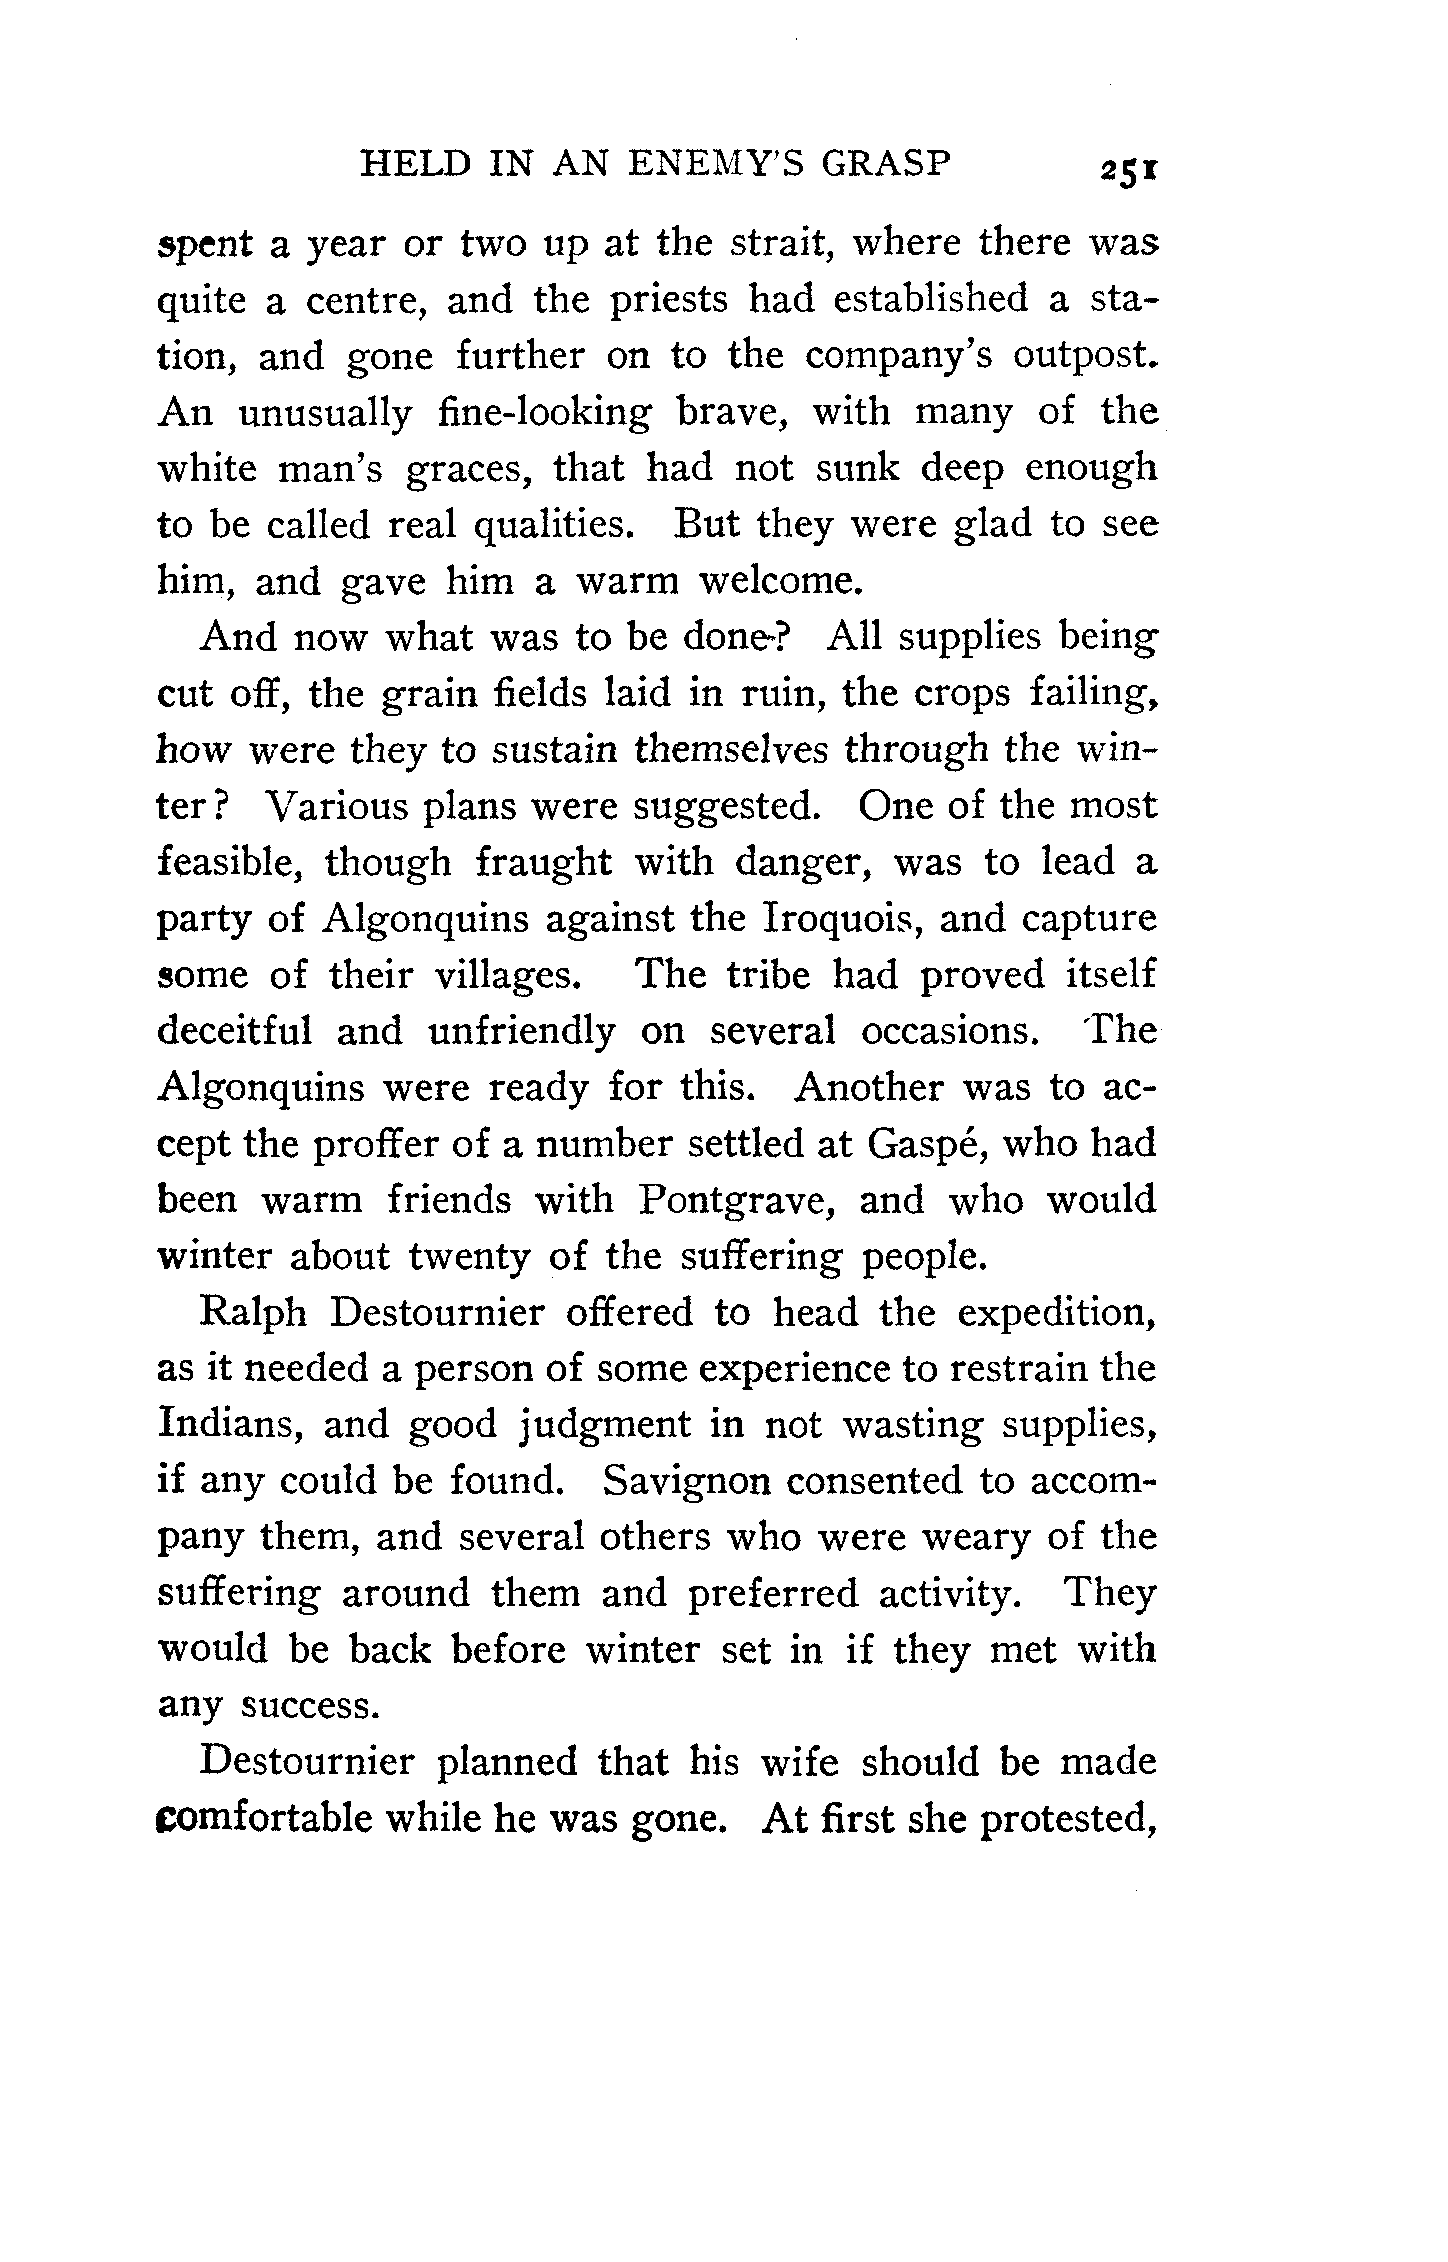 HELD IN AN ENEMY'S GRASP 251
spent a year or two up at the strait, where there was
quite a centre, and the priests had established a sta-
tion, and gone further on to the company's outpost.
An unusually fine-looking brave, with many of the
white man's graces, that had not sunk deep enough
to be called real qualities. But they were glad to see
him, and gave him a warm welcome.
And now what was to be done? All supplies being
cut off, the grain fields laid in ruin, the crops failing,
how were they to sustain themselves through the win-
ter? Various plans were suggested. One of the most
feasible, though fraught with danger, was to lead a
party of Algonquins against the Iroquois, and capture
some of their villages. The tribe had proved itself
deceitful and unfriendly on several occasions. The
Algonquins were ready for this. Another was to ac-
cept the proffer of a number settled at Gaspé, who had
been warm friends with Pontgrave, and who would
winter about twenty of the suffering people.
Ralph Destournier offered to head the expedition,
as it needed a person of some experience to restrain the
Indians, and good judgment in not wasting supplies,
if any could be found. Savignon consented to accom-
pany them, and several others who were weary of the
suffering around them and preferred activity. They
would be back before winter set in if they met with
any success.
Destournier planned that his wife should be made
comfortable while he was gone. At first she protested,